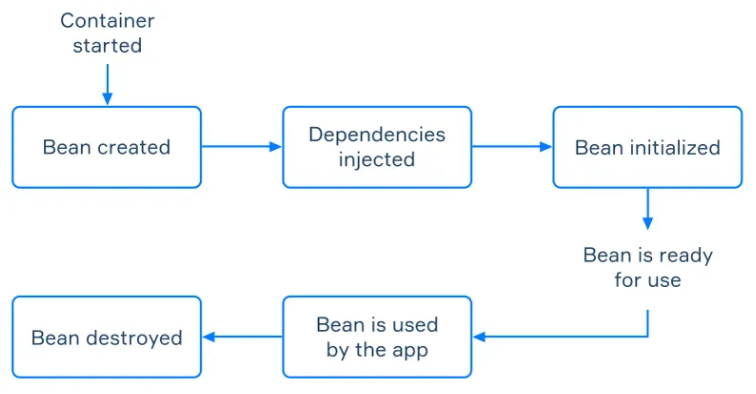 Container
started
Bean created
Dependencies
injected
Bean initialized
Bean is ready
for use
Bean is used
by the app
Bean destroyed